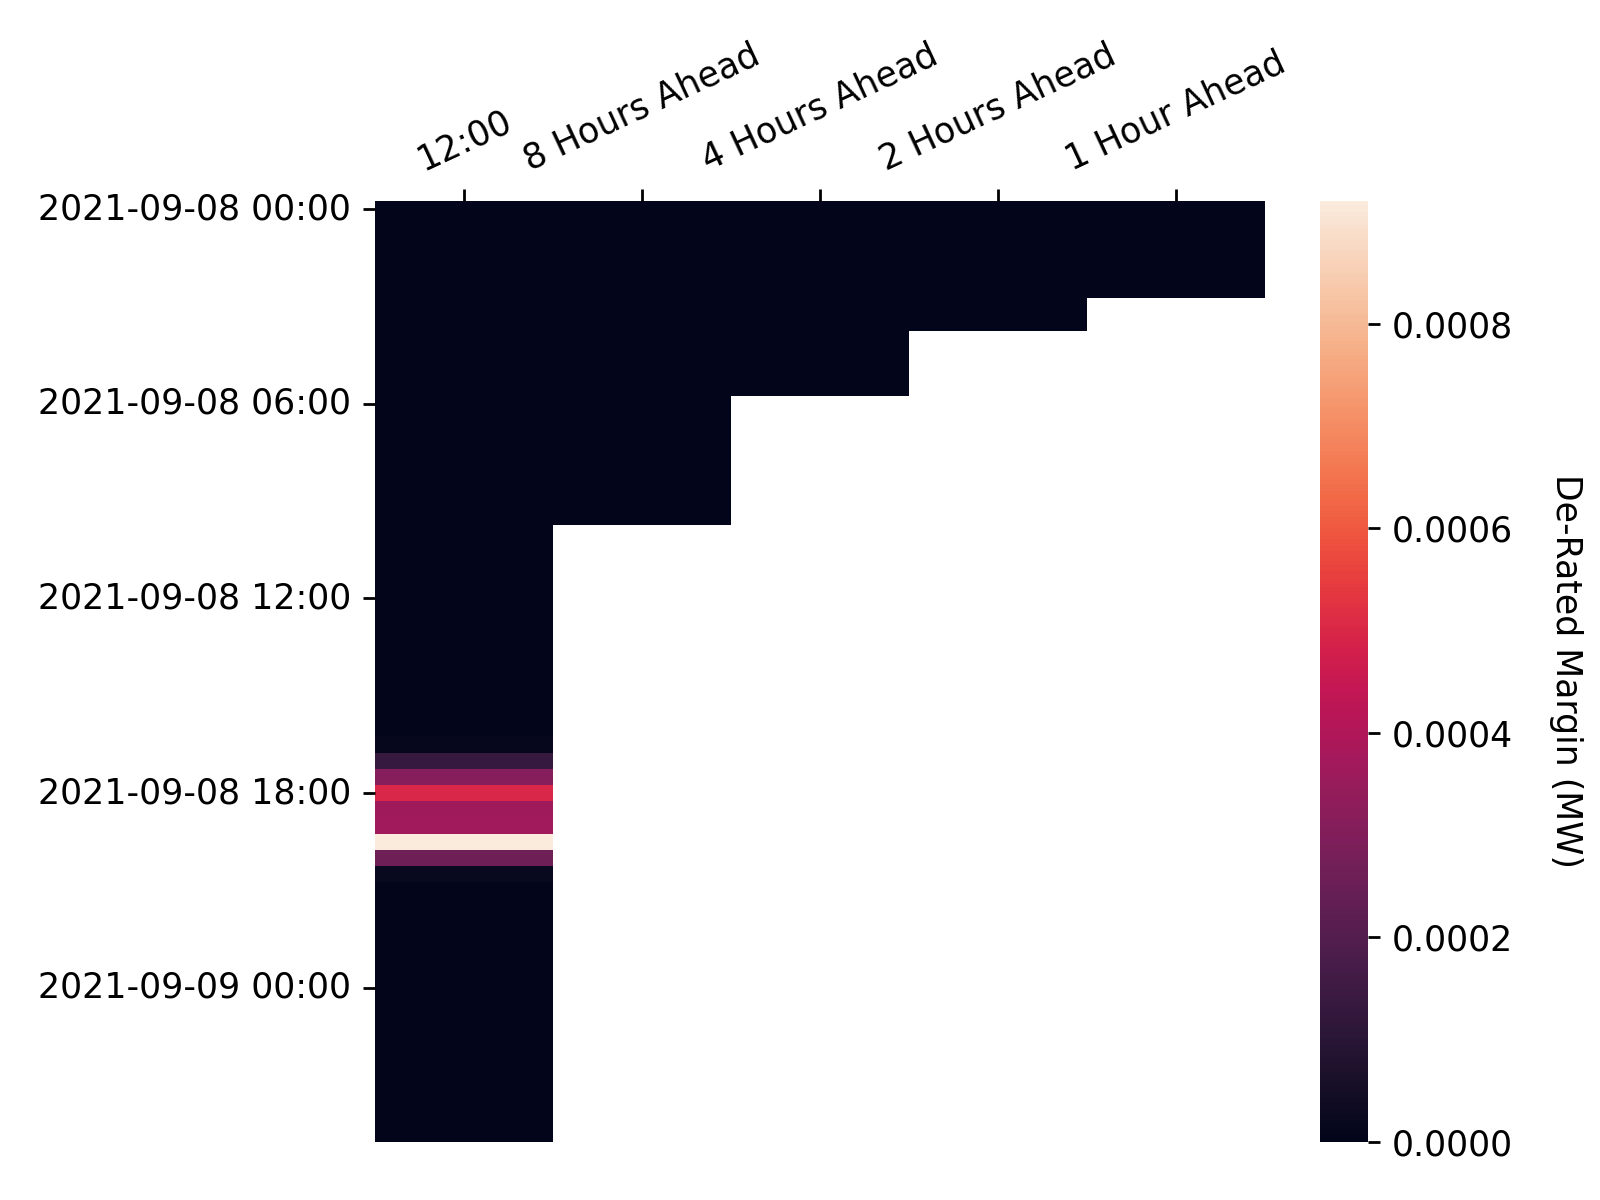 12:00
8 Hours Ahead
4 Hours Ahead
2 Hours Ahead
1 Hour Ahead
2021-09-08 00:00
2021-09-08 06:00
2021-09-08 12:00
2021-09-08 18:00
2021-09-09 00:00
0.0008
0.0006
0.0004
0.0002
0.0000
De-Rated Margin (MW)